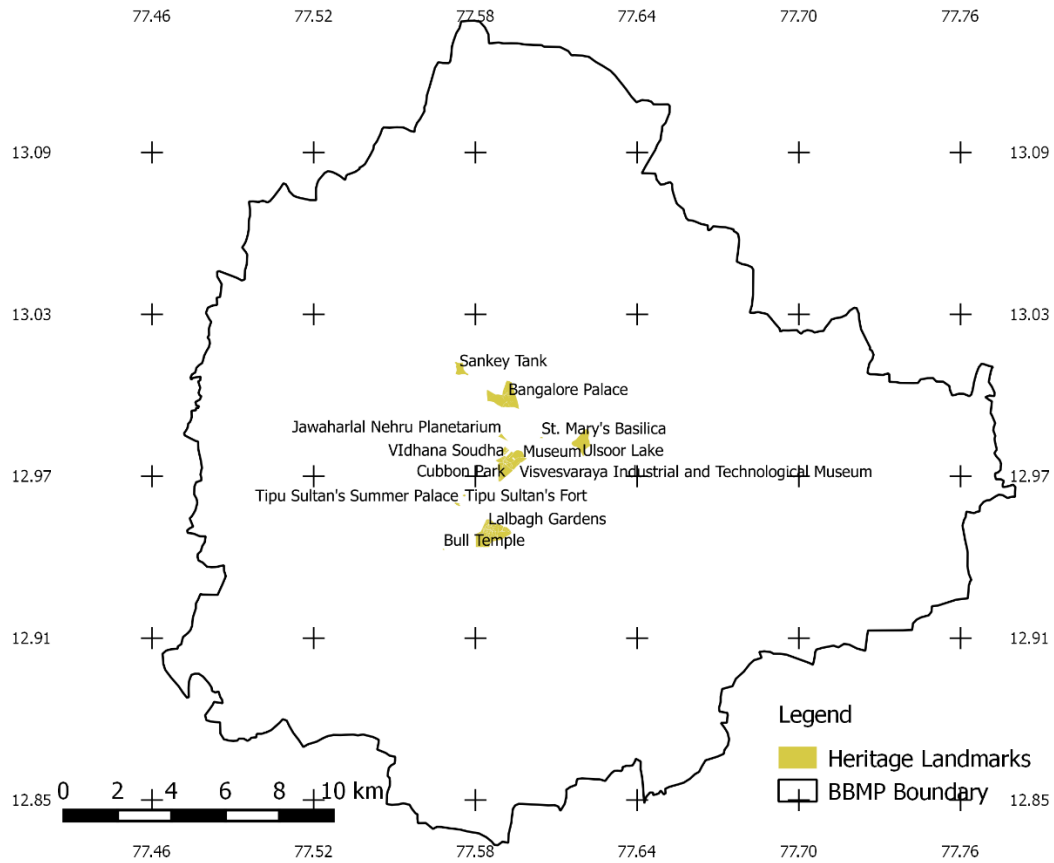 77.46 77.52 77.58 77.64 77.70 77.76
13.09 13.09
13.03 13.03
Sankey Tank
Bangalore Palace
Jawaharlal Nehru Planetarium St. Mary's Basilica
VIdhana Soudha Museum Ulsoor Lake
Cubbon Park Visvesvaraya Industrial and Technological Museum
12.97 12.97
Tipu Sultan's Summer Palace Tipu Sultan's Fort
Lalbagh Gardens
Bull Temple
12.91 12.91
Legend
Heritage Landmarks
BBMP Boundary
0 2 4 6 8 10 km
12.85 12.85
77.46 77.52 77.58 77.64 77.70 77.76